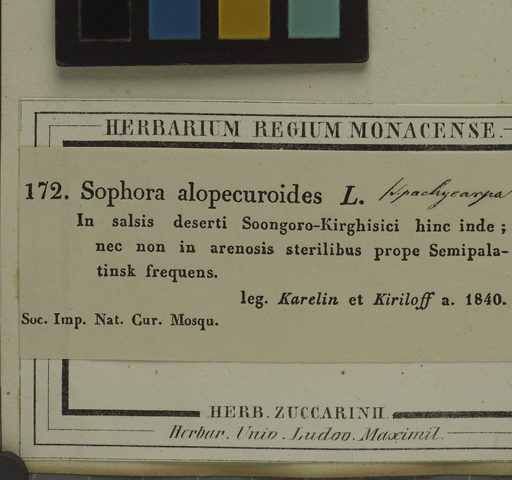 HERBARIUM REGIUM MONACENSE.
172. Sophora alopecuroides L. pachycarpa
In salsis deserti Soongoro-Kirghisici hinc inde;
nec non in arenosis sterilibus prope Semipala-
tinsk frequens.
leg. Karelin et Kiriloff a. 1840.
Soc. Imp. Nat. Cur. Mosqu.
HERB. ZUCCARINII.
Herbar. Univ. Ludov. Maximil.